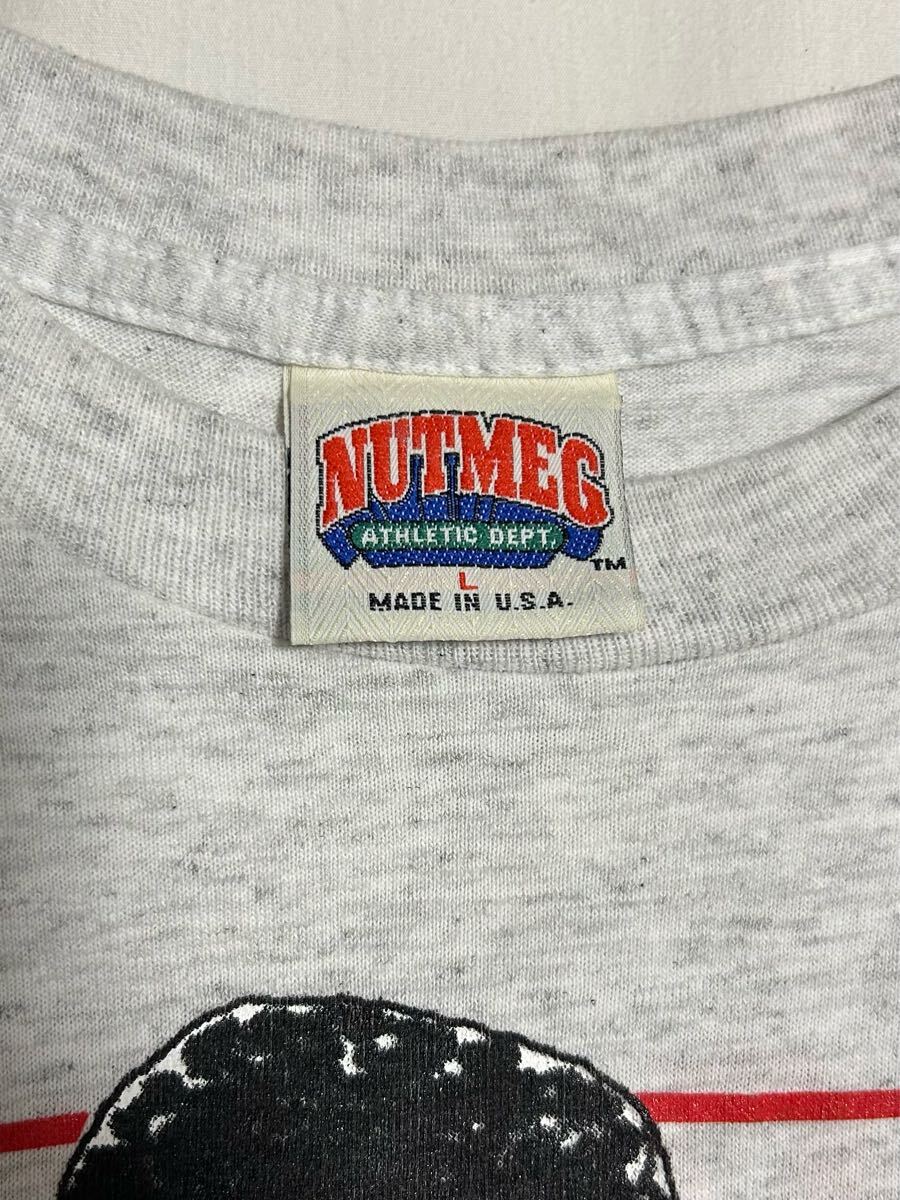 NUTMEG
ATHLETIC DEPT.
TM
L
MADE IN U.S.A.